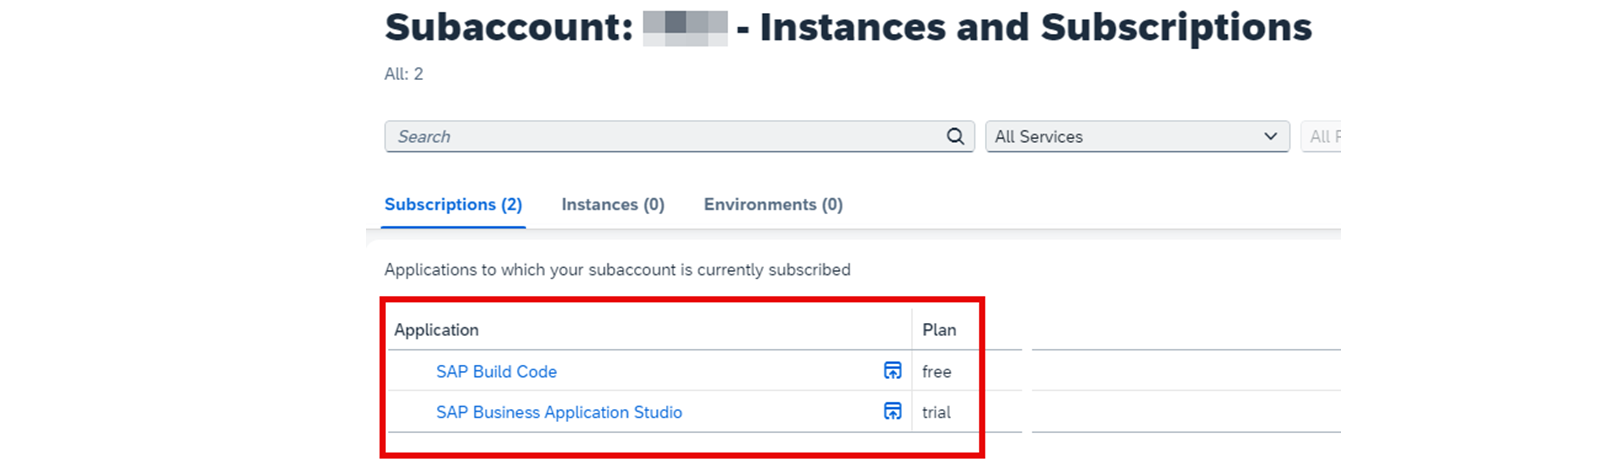 Subaccount: - Instances and Subscriptions
All: 2
Search All Services All
Subscriptions (2) Instances (0) Environments (0)
Applications to which your subaccount is currently subscribed
Application Plan
SAP Build Code free
SAP Business Application Studio trial